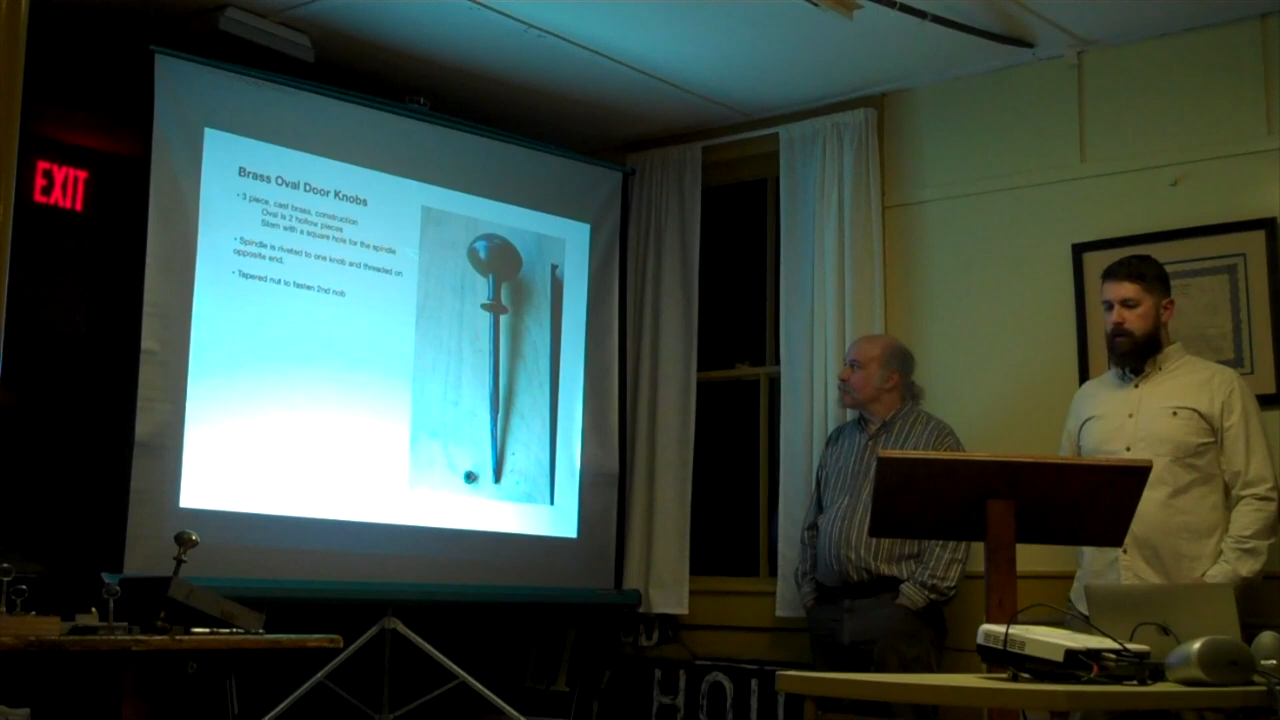 EXIT
Brass Oval Door Knobs
• 3 piece, cast brass, construction
Oval is 2 hollow pieces
Stem with a square hole for the spindle
• Spindle is riveted to one knob and threaded on
opposite end.
• Tapered nut to fasten 2nd nob